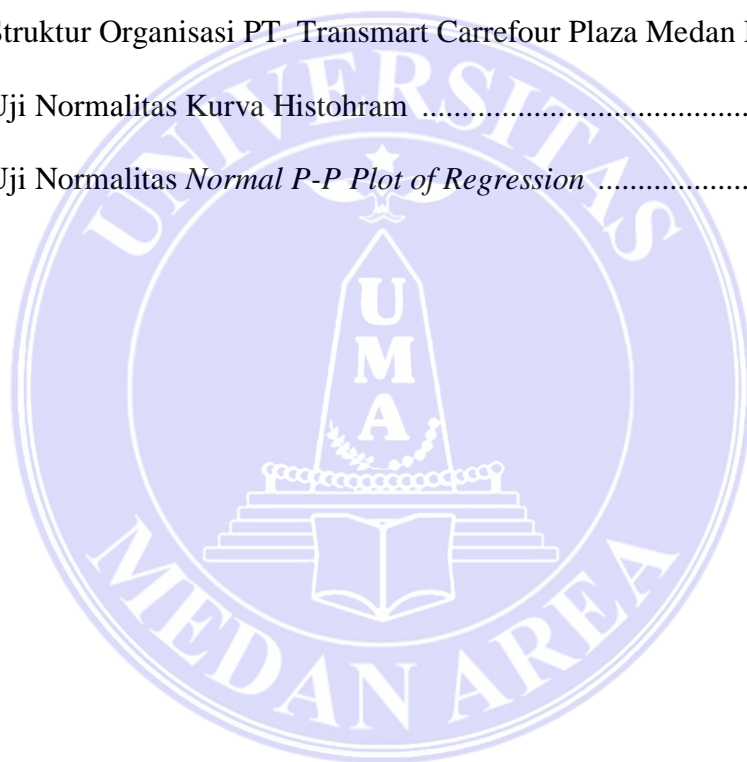 Struktur Organisasi PT. Transmart Carrefour Plaza Medan
Uji Normalitas Kurva Histohram ......................................
Uji Normalitas Normal P-P Plot of Regression ...................
UNIVERSITAS
UMA
MEDAN AREA